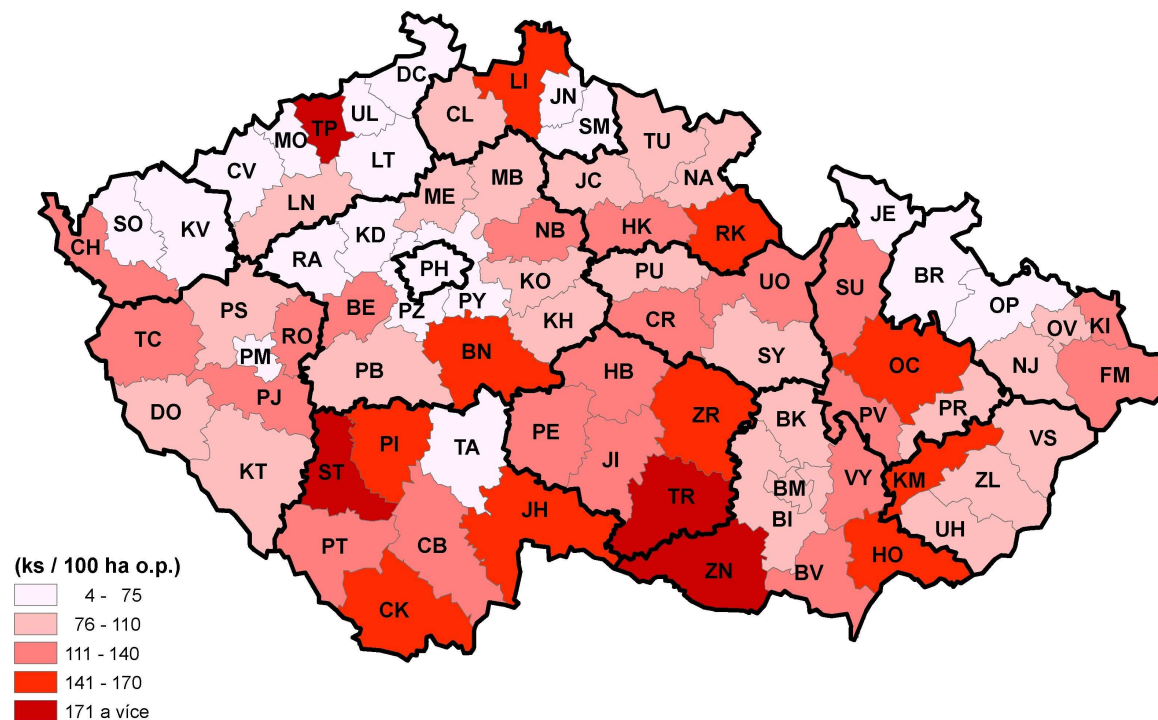 DC
LI
JN
UL
CL
TP
SM
MO
TU
LT
CV
MB
JC
NA
ME
LN
SO
KV
NB
HK
RK
KD
CH
JE
RA
PH
BR
PU
KO
UO
SU
PY
OP
BE
PZ
PS
CR
KH
OV
KI
RO
TC
PM
BN
SY
OC
NJ
PB
HB
FM
PJ
DO
PR
ZR
BK
PV
PI
PE
VS
TA
JI
KT
ST
VY
KM
ZL
BM
TR
JH
BI
UH
PT
CB
HO
ZN
BV
CK
(ks / 100 ha o.p.)
4 - 75
76 - 110
111 - 140
141 - 170
171 a více